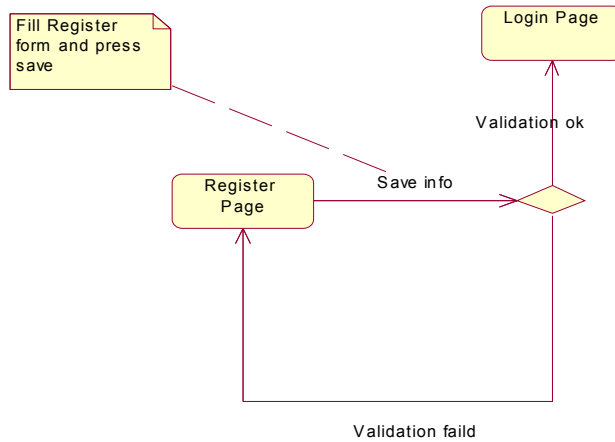 Fill Register
form and press
save
Login Page
Validation ok
Save info
Register
Page
Validation faild